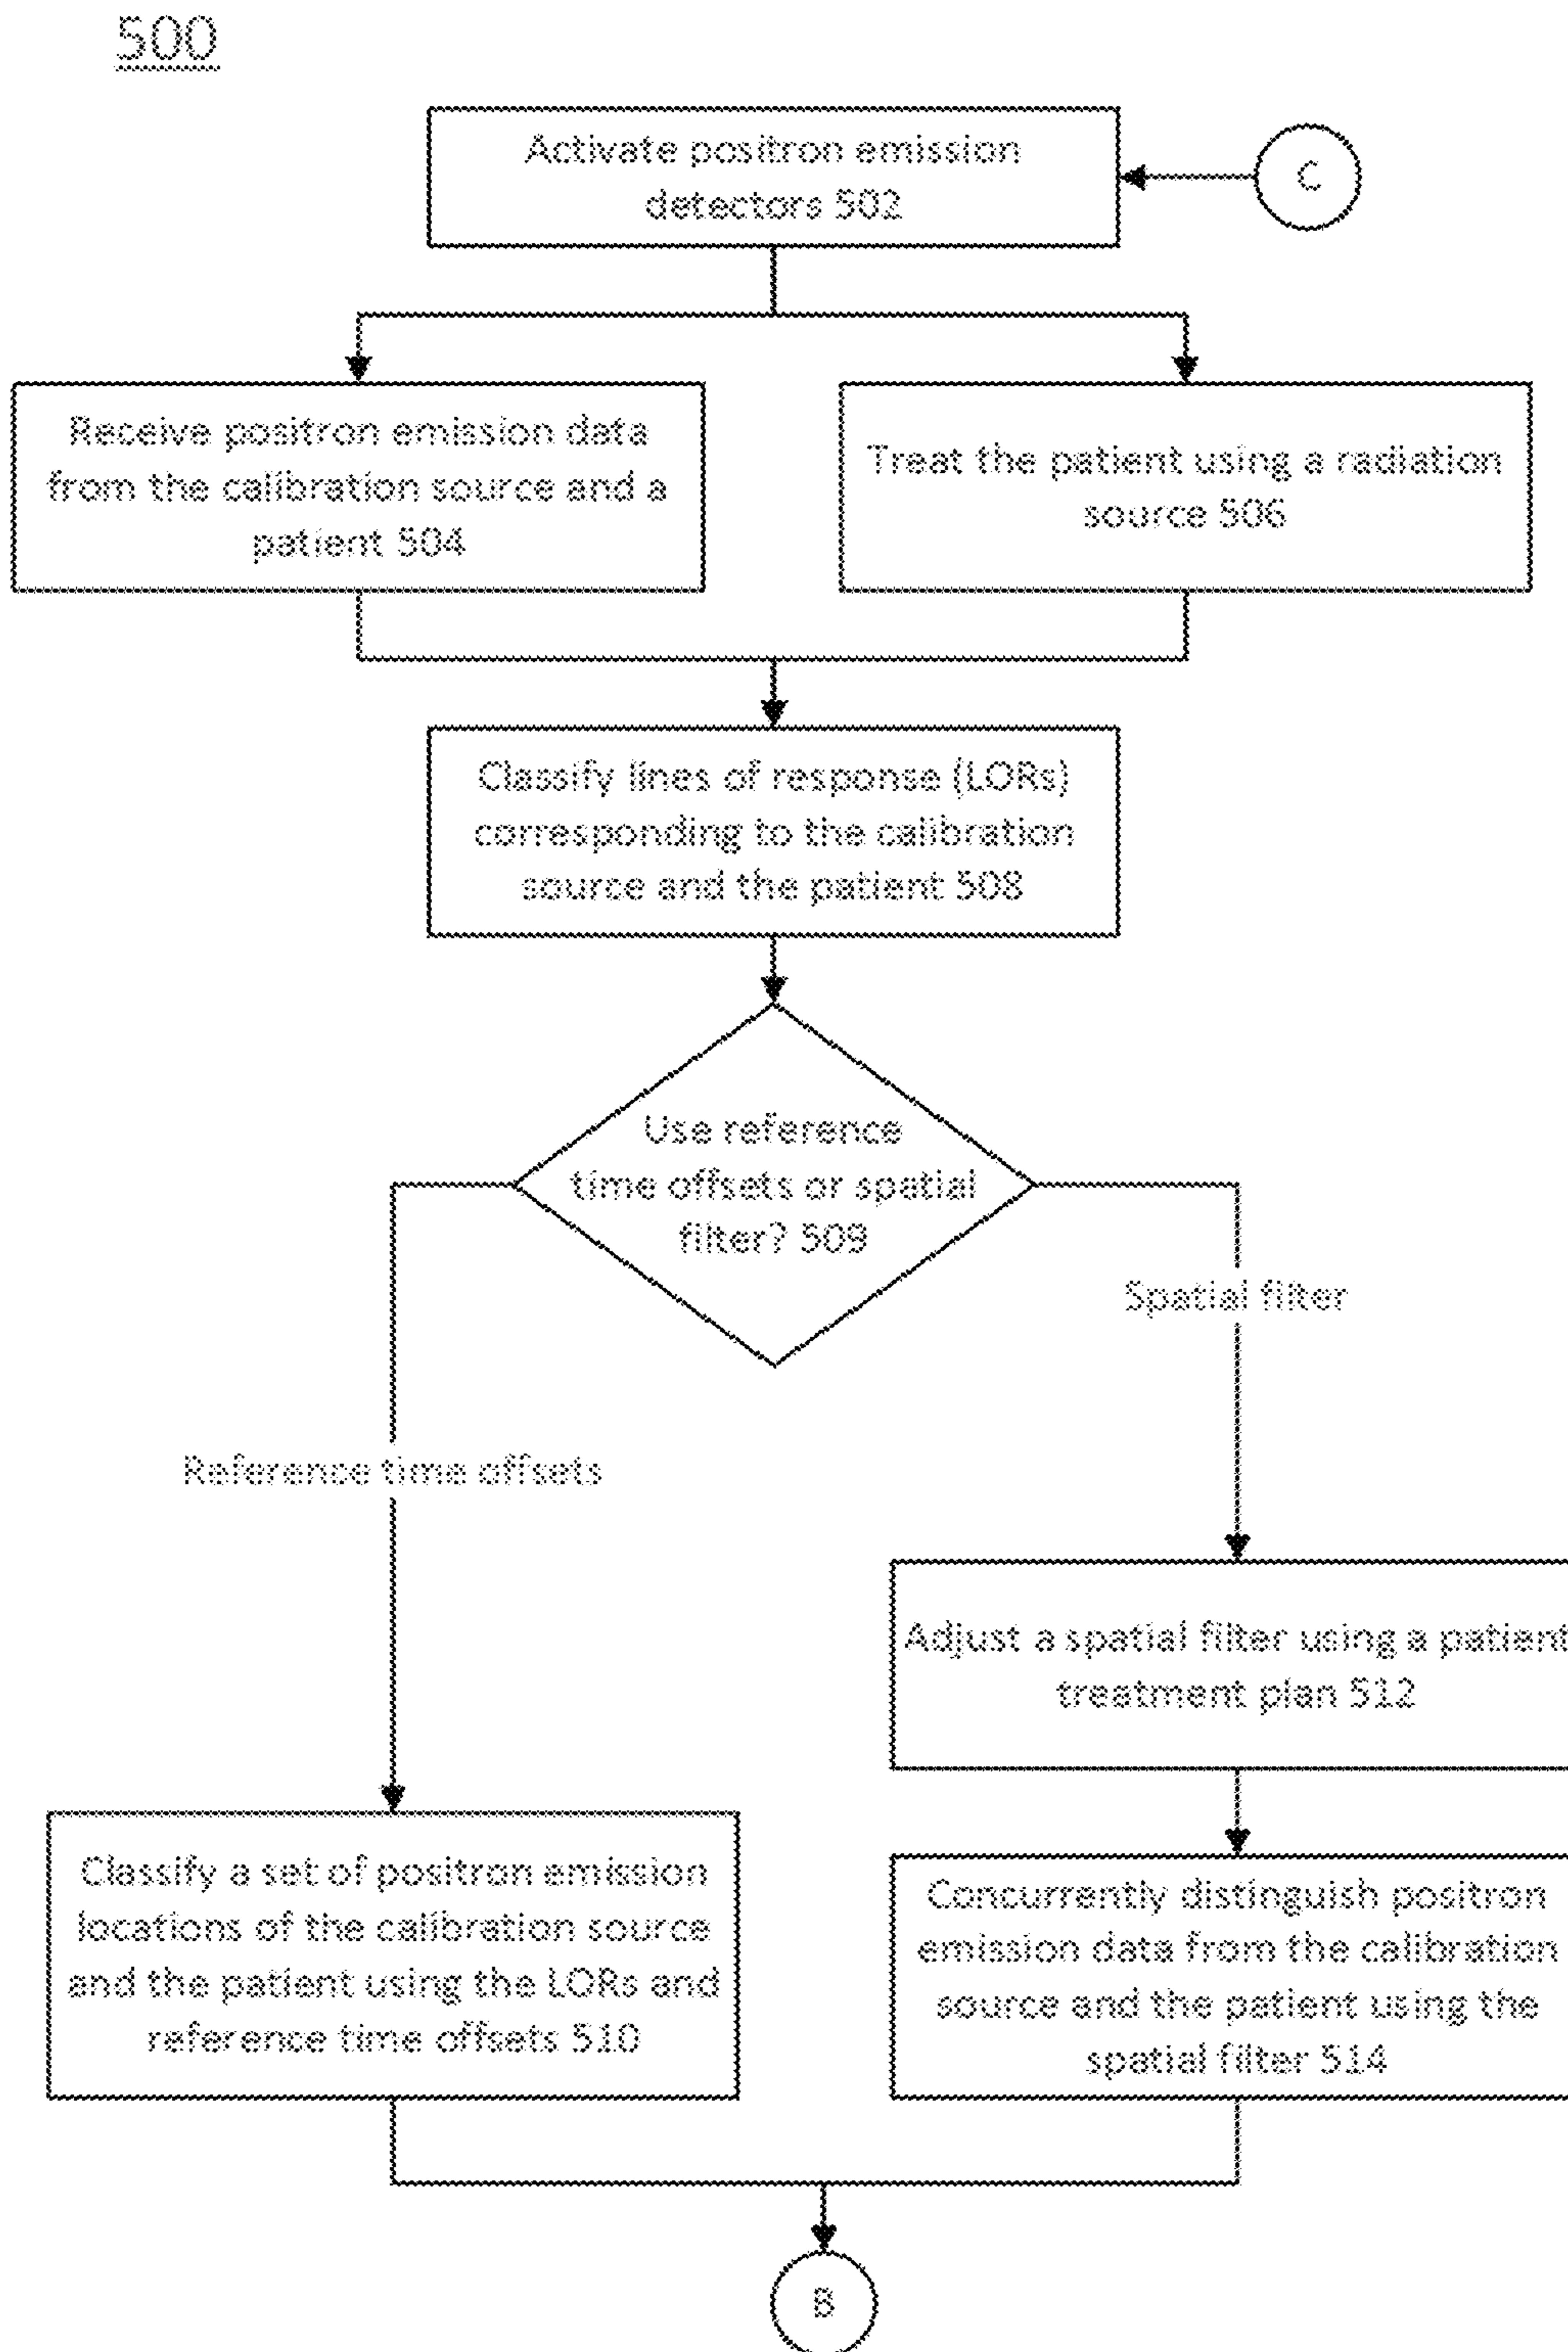 500
Activate positron emission
detectors 502
C
Receive positron emission data
from the calibration source and a
patient 504
Treat the patient using a radiation
source 506
Classify lines of response (LORs)
corresponding to the calibration
source and the patient 508
Use reference
time offsets or spatial
filter? 509
Spatial filter
Reference time offsets
Adjust a spatial filter using a patient
treatment plan 512
Classify a set of positron emission
locations of the calibration source
and the patient using the LORs and
reference time offsets 510
Concurrently distinguish positron
emission data from the calibration
source and the patient using the
spatial filter 514
B